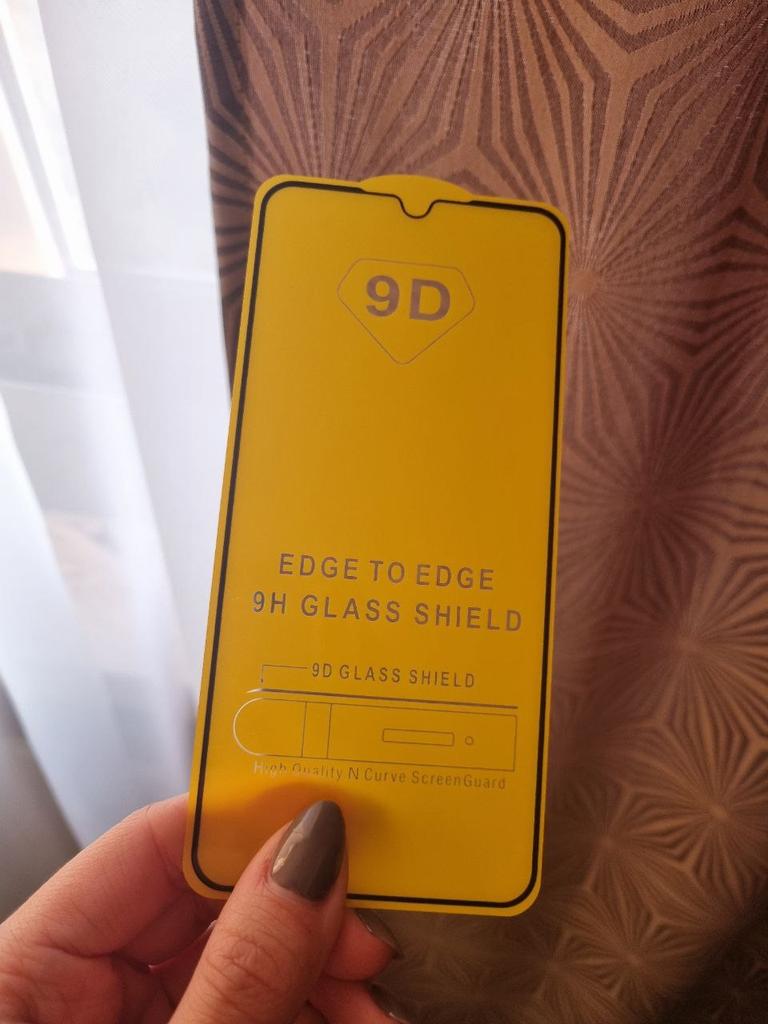 9D
EDGE TO EDGE
9H GLASS SHIELD
9D GLASS SHIELD
High Quality N Curve ScreenGuard